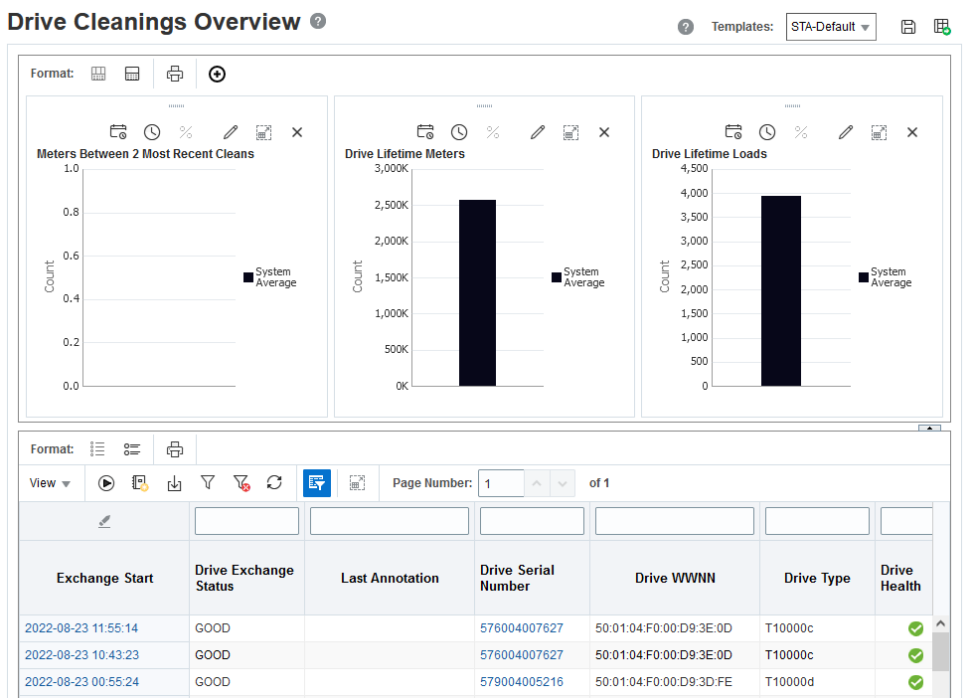 Drive Cleanings Overview ?
? Templates: STA-Default
Format:
Meters Between 2 Most Recent Cleans
1.0
0.8
0.6
0.4
0.2
0.0
Count
System
Average
Drive Lifetime Meters
3,000K
2,500K
2,000K
1,500K
1,000K
500K
0K
Count
System
Average
Drive Lifetime Loads
4,500
4,000
3,500
3,000
2,500
2,000
1,500
1,000
500
0
Count
System
Average
Format:
View
Page Number: 1 of 1
Exchange Start
Drive Exchange
Status
Last Annotation
Drive Serial
Number
Drive WWNN
Drive Type
Drive
Health
2022-08-23 11:55:14 GOOD 576004007627 50:01:04:F0:00:D9:3E:0D T10000c
2022-08-23 10:43:23 GOOD 576004007627 50:01:04:F0:00:D9:3E:0D T10000c
2022-08-23 00:55:24 GOOD 579004005216 50:01:04:F0:00:D9:3D:FE T10000d